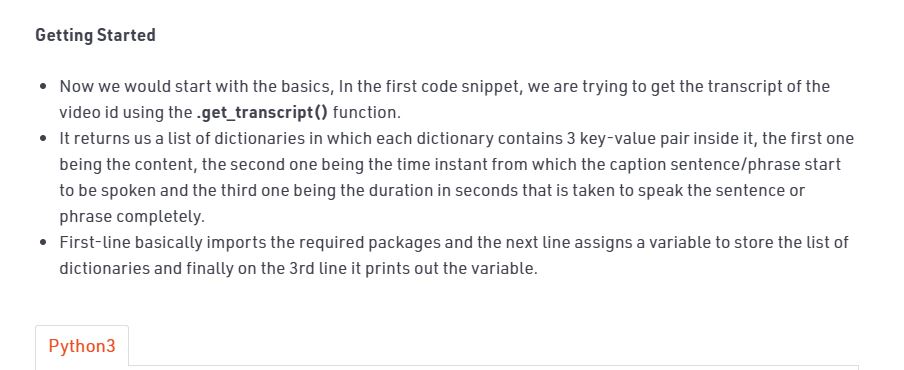 Getting Started
• Now we would start with the basics, In the first code snippet, we are trying to get the transcript of the
video id using the .get_transcript() function.
• It returns us a list of dictionaries in which each dictionary contains 3 key-value pair inside it, the first one
being the content, the second one being the time instant from which the caption sentence/phrase start
to be spoken and the third one being the duration in seconds that is taken to speak the sentence or
phrase completely.
• First-line basically imports the required packages and the next line assigns a variable to store the list of
dictionaries and finally on the 3rd line it prints out the variable.
Python3